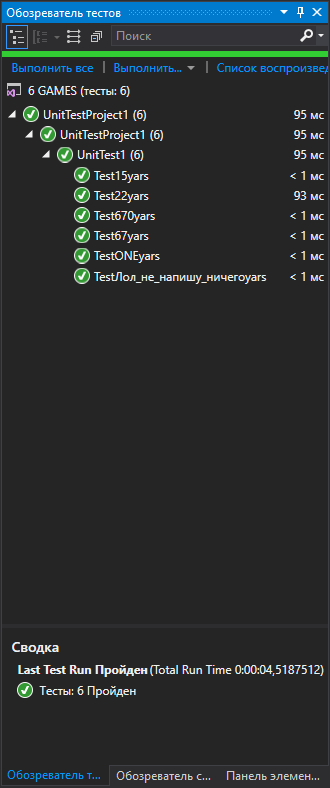 Обозреватель тестов
Поиск
Выполнить все | Выполнить... | Список воспроизвед
6 GAMES (тесты: 6)
UnitTestProject1 (6) 95 мс
UnitTestProject1 (6) 95 мс
UnitTest1 (6) 95 мс
Test15yars < 1 мс
Test22yars 93 мс
Test670yars < 1 мс
Test67yars < 1 мс
TestONEyars < 1 мс
TestЛол_не_напишу_ничегоyars < 1 мс
Сводка
Last Test Run Пройден (Total Run Time 0:00:04,5187512)
Тесты: 6 Пройден
Обозреватель т... Обозреватель с... Панель элемен...